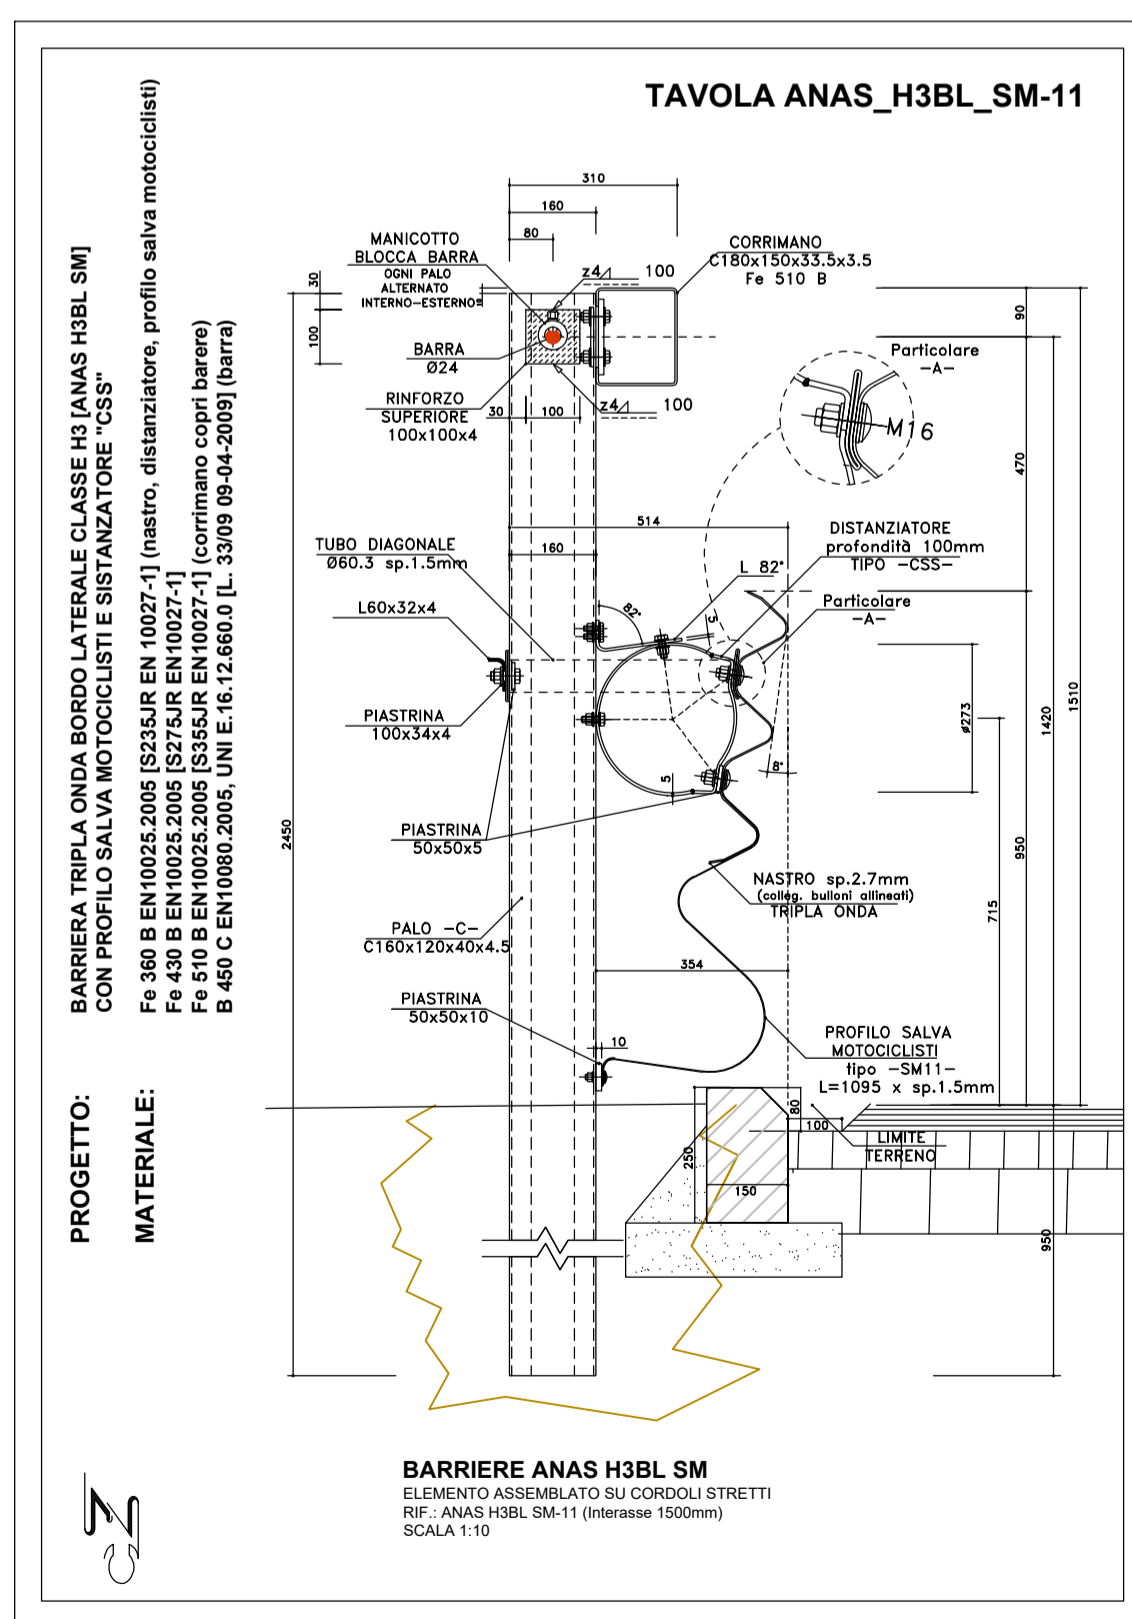 TAVOLA ANAS_H3BL_SM-11
PROGETTO:
BARRIERA TRIPLA ONDA BORDO LATERALE CLASSE H3 [ANAS H3BL SM]
CON PROFILO SALVA MOTOCICLISTI E SISTANZATORE "CSS"
MATERIALE:
Fe 360 B EN10025.2005 [S235JR EN 10027-1] (nastro, distanziatore, profilo salva motociclisti)
Fe 430 B EN10025.2005 [S275JR EN10027-1]
Fe 510 B EN10025.2005 [S355JR EN10027-1] (corrimano copri barere)
B 450 C EN10080.2005, UNI E.16.12.660.0 [L. 33/09 09-04-2009] (barra)
310
160
80
MANICOTTO
BLOCCA BARRA
OGNI PALO
ALTERNATO
INTERNO-ESTERNO
z4 100
CORRIMANO
C180x150x33.5x3.5
Fe 510 B
30
100
90
BARRA
Ø24
Particolare
-A-
M16
RINFORZO
SUPERIORE
100x100x4
30
100
z4 100
470
514
160
TUBO DIAGONALE
Ø60.3 sp.1.5mm
DISTANZIATORE
profondità 100mm
TIPO -CSS-
L 82°
82°
5
L60x32x4
Particolare
-A-
PIASTRINA
100x34x4
ø273
1420
1510
8°
5
PIASTRINA
50x50x5
2450
950
715
NASTRO sp.2.7mm
(colleg. bulloni allineati)
TRIPLA ONDA
PALO -C-
C160x120x40x4.5
354
PIASTRINA
50x50x10
10
PROFILO SALVA
MOTOCICLISTI
tipo -SM11-
L=1095 x sp.1.5mm
80
100
LIMITE
TERRENO
250
150
950
BARRIERE ANAS H3BL SM
ELEMENTO ASSEMBLATO SU CORDOLI STRETTI
RIF.: ANAS H3BL SM-11 (Interasse 1500mm)
SCALA 1:10